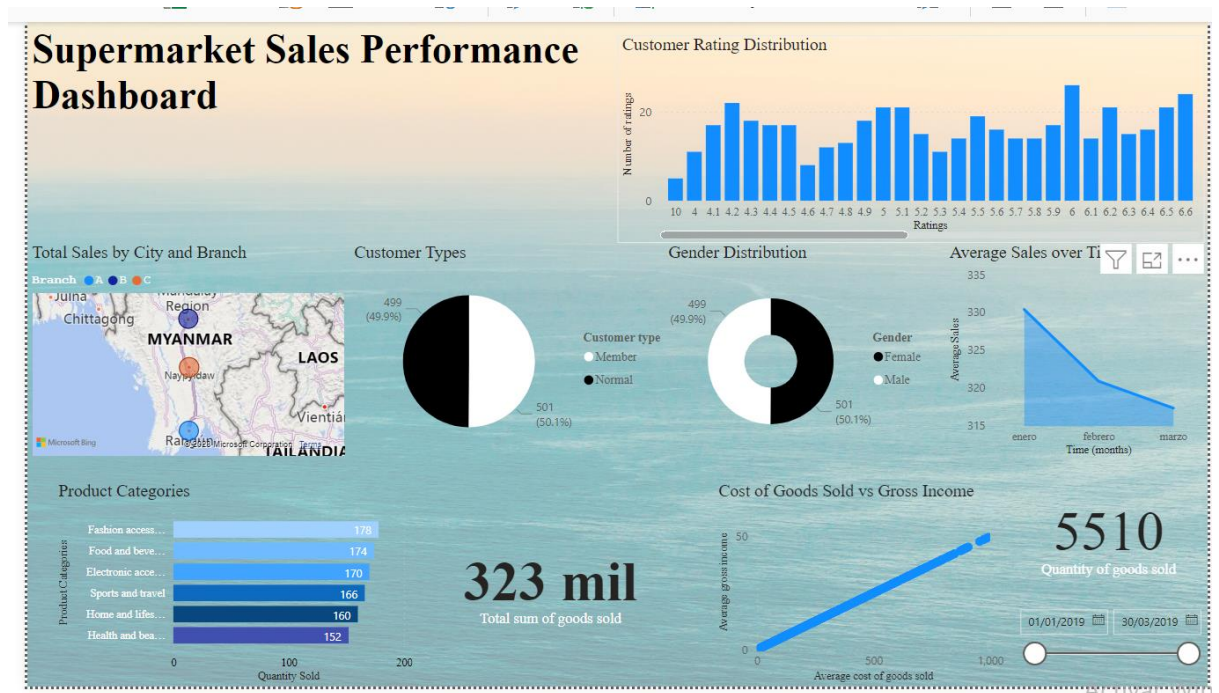 Supermarket Sales Performance
Dashboard
Customer Rating Distribution
Number of ratings
20
0
10 4 4.1 4.2 4.3 4.4 4.5 4.6 4.7 4.8 4.9 5 5.1 5.2 5.3 5.4 5.5 5.6 5.7 5.8 5.9 6 6.1 6.2 6.3 6.4 6.5 6.6
Ratings
Total Sales by City and Branch
Branch A B C
Julna
Chittagong
Mandalay
Region
MYANMAR
LAOS
Naypyidaw
Vientiá
Rangún
TAILANDIA
Microsoft Bing
Microsoft Corporation Terms
Customer Types
499
(49.9%)
501
(50.1%)
Customer type
Member
Normal
Gender Distribution
499
(49.9%)
501
(50.1%)
Gender
Female
Male
Average Sales over Ti
Average Sales
335
330
325
320
315
enero febrero marzo
Time (months)
Product Categories
Product Categories
Fashion access... 178
Food and beve... 174
Electronic acce... 170
Sports and travel 166
Home and lifes... 160
Health and bea... 152
0 100 200
Quantity Sold
323 mil
Total sum of goods sold
Cost of Goods Sold vs Gross Income
Average gross income
50
0
0 500 1,000
Average cost of goods sold
5510
Quantity of goods sold
01/01/2019 30/03/2019